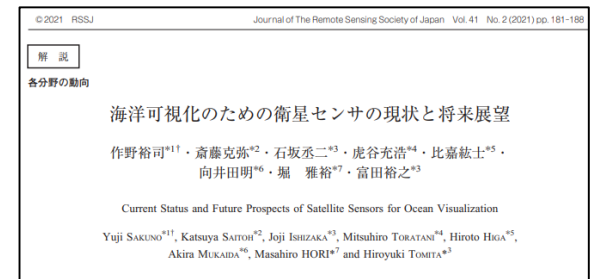 © 2021 RSSJ Journal of The Remote Sensing Society of Japan Vol. 41 No. 2 (2021) pp. 181-188
解 説
各分野の動向
海洋可視化のための衛星センサの現状と将来展望
作野裕司*1†・斎藤克弥*2・石坂丞二*3・虎谷充浩*4・比嘉紘士*5・
向井田明*6・堀 雅裕*7・富田裕之*3
Current Status and Future Prospects of Satellite Sensors for Ocean Visualization
Yuji SAKUNO*1†, Katsuya SAITOH*2, Joji ISHIZAKA*3, Mitsuhiro TORATANI*4, Hiroto HIGA*5,
Akira MUKAIDA*6, Masahiro HORI*7 and Hiroyuki TOMITA*3